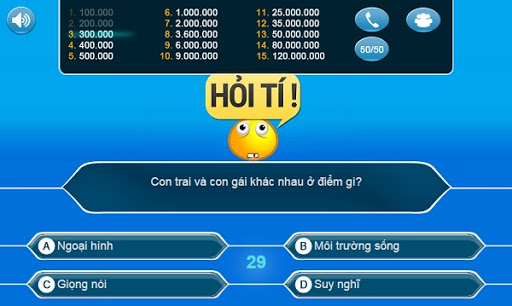 1. 100.000 6. 1.000.000 11. 25.000.000
2. 200.000 7. 1.600.000 12. 35.000.000
3. 300.000 8. 3.600.000 13. 50.000.000
4. 400.000 9. 6.000.000 14. 80.000.000
5. 500.000 10. 9.000.000 15. 120.000.000
50/50
HỎI TÍ !
Con trai và con gái khác nhau ở điểm gi?
A Ngoại hình
B Môi trường sống
29
C Giọng nói
D Suy nghĩ